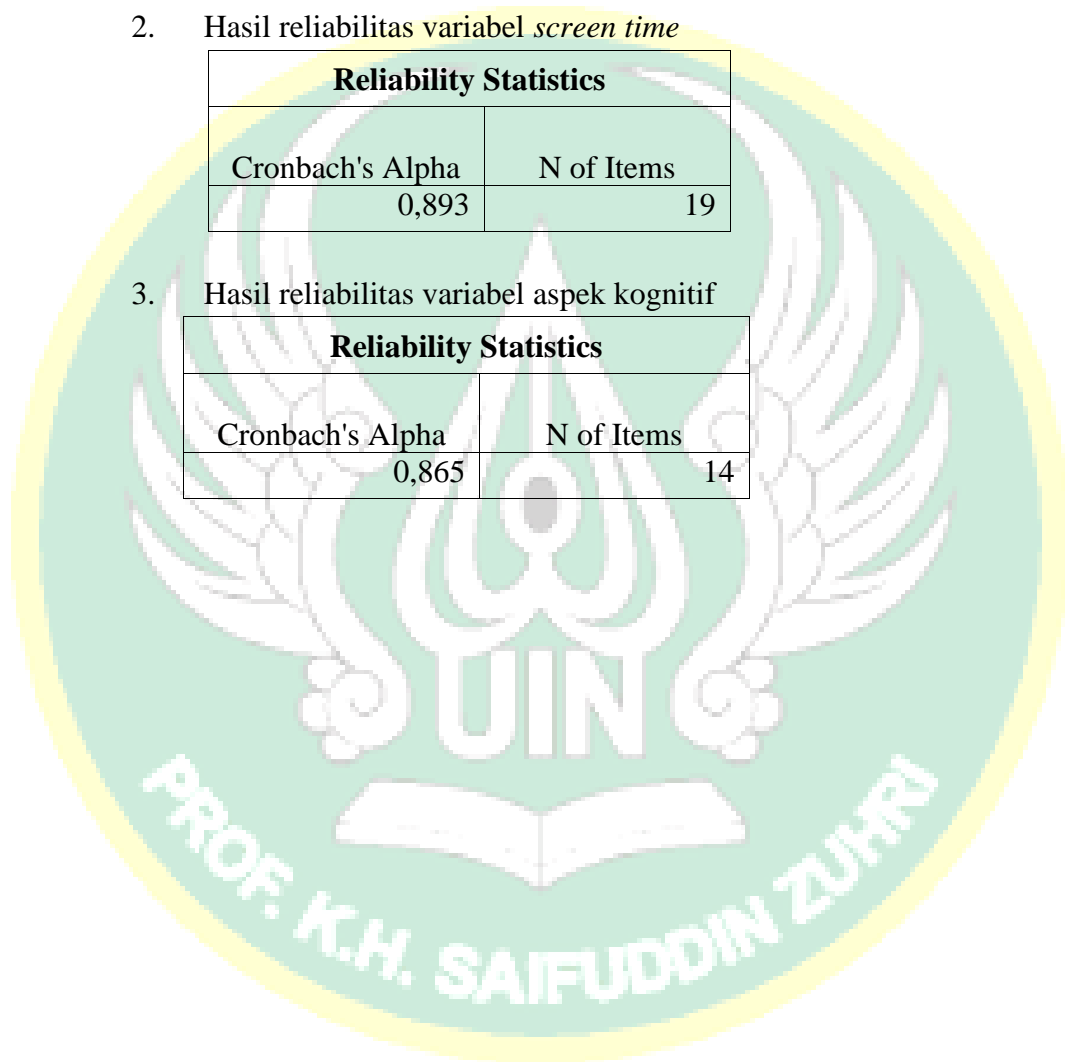 2. Hasil reliabilitas variabel screen time
Reliability Statistics
Cronbach's Alpha N of Items
0,893 19
3. Hasil reliabilitas variabel aspek kognitif
Reliability Statistics
Cronbach's Alpha N of Items
0,865 14
UIN
PROF. K.H. SAIFUDDIN ZUHRI